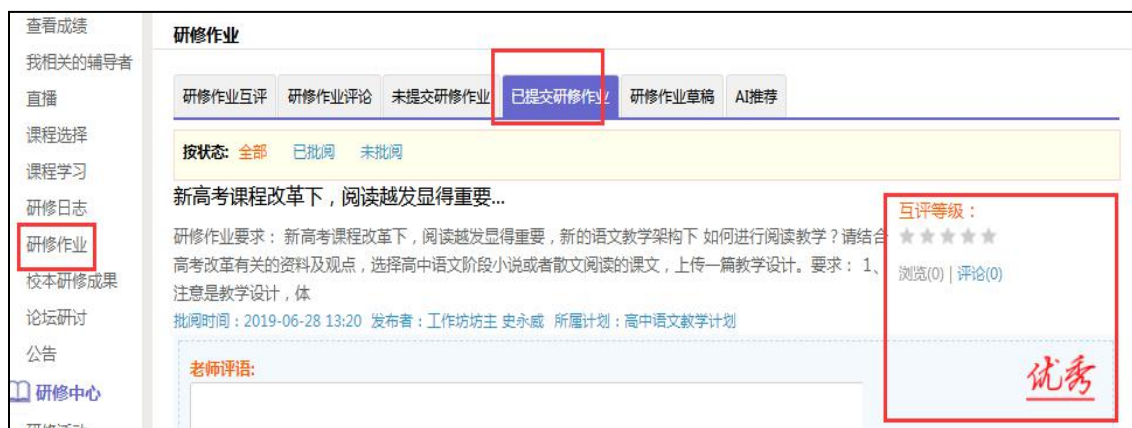 查看成绩
我相关的辅导者
直播
课程选择
课程学习
研修日志
研修作业
校本研修成果
论坛研讨
公告
研修中心
研修活动
研修作业
研修作业互评 研修作业评论 未提交研修作业 已提交研修作业 研修作业草稿 AI推荐
按状态: 全部 已批阅 未批阅
新高考课程改革下，阅读越发显得重要...
研修作业要求： 新高考课程改革下，阅读越发显得重要，新的语文教学架构下 如何进行阅读教学？请结合
高考改革有关的资料及观点，选择高中语文阶段小说或者散文阅读的课文，上传一篇教学设计。要求： 1、
注意是教学设计，体
批阅时间：2019-06-28 13:20 发布者：工作坊坊主 史永威 所属计划：高中语文教学计划
互评等级：
浏览(0) | 评论(0)
老师评语:
优秀